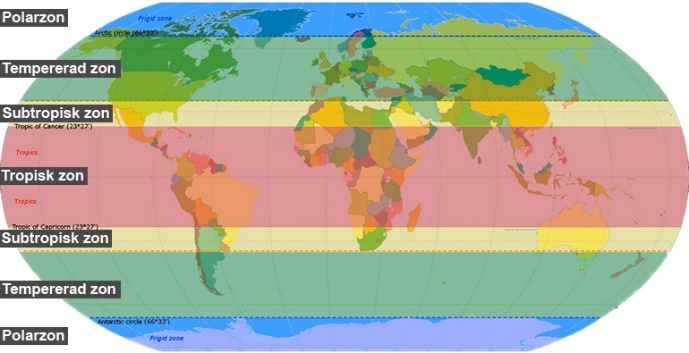 Polarzon
Frigid zone
Arctic circle (66°33')
Tempererad zon
Subtropisk zon
Tropic of Cancer (23°27')
Tropics
Tropisk zon
Tropics
Tropic of Capricorn (23°27')
Subtropisk zon
Tempererad zon
Antarctic circle (66°33')
Polarzon
Frigid zone